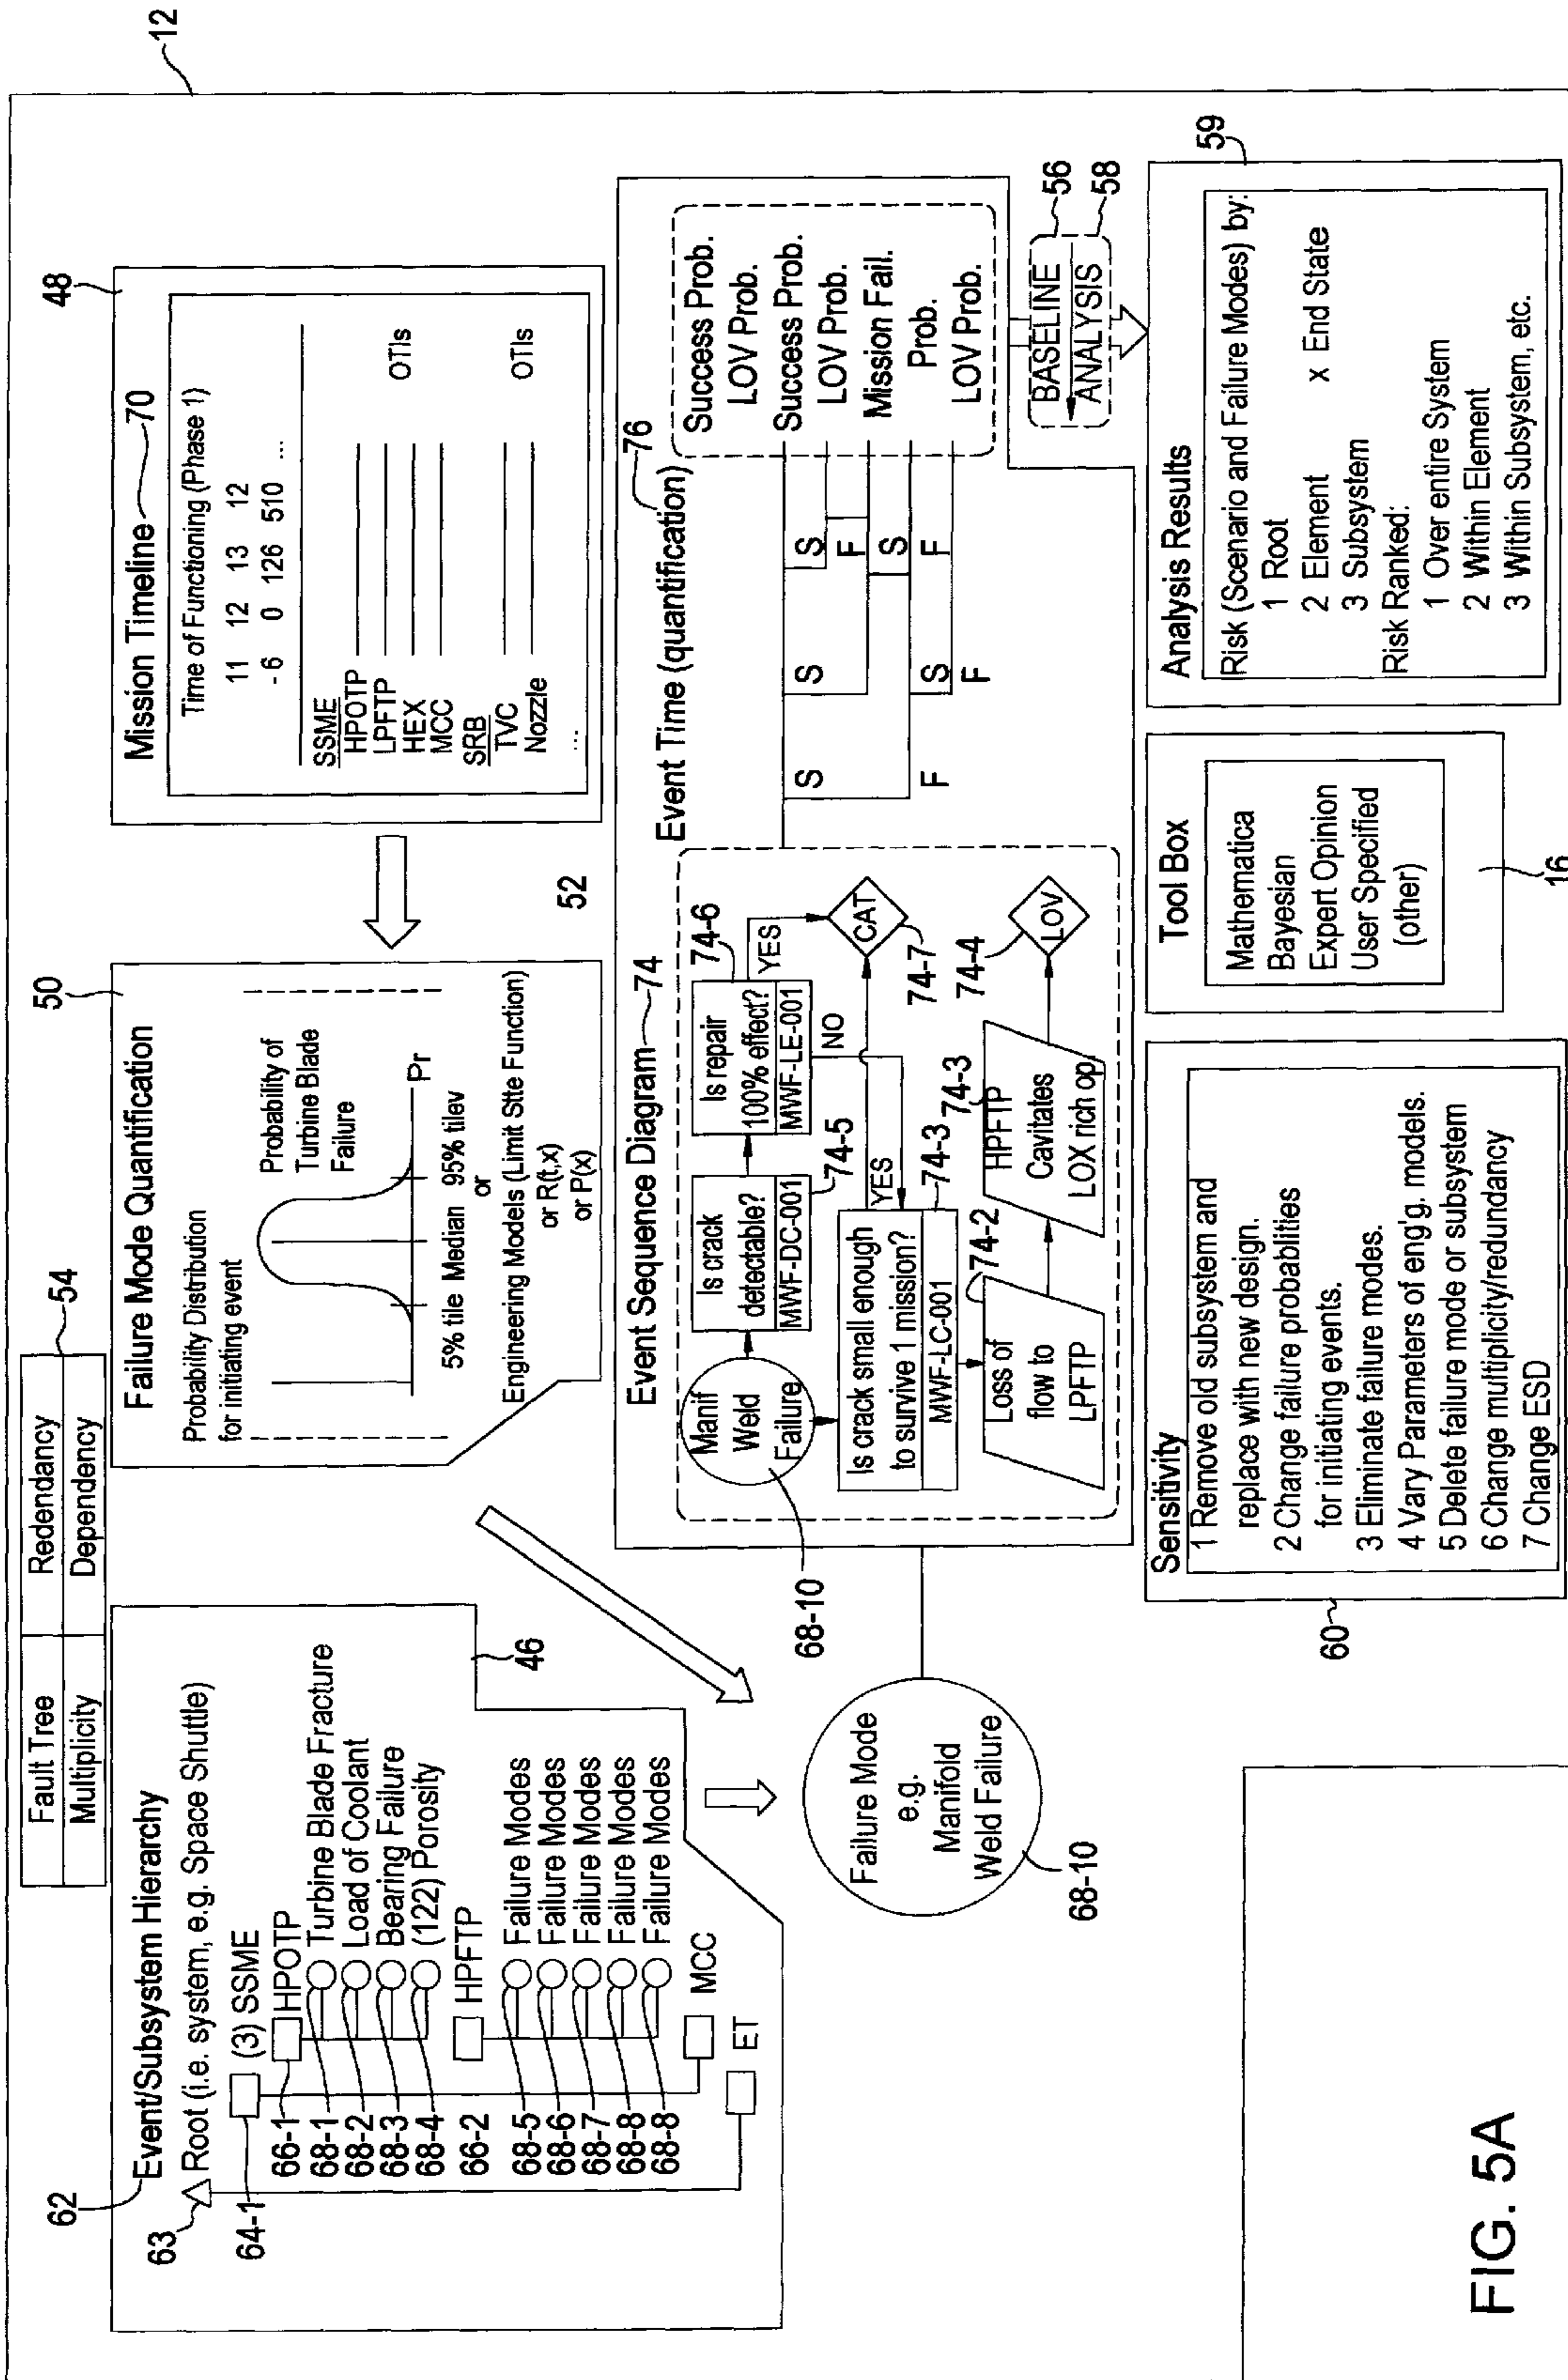 12
Fault Tree
Redendancy
Multiplicity
Dependency
54
62
Event/Subsystem Hierarchy
63
Root (i.e. system, e.g. Space Shuttle)
64-1
(3) SSME
66-1
HPOTP
68-1
Turbine Blade Fracture
68-2
Load of Coolant
68-3
Bearing Failure
68-4
(122) Porosity
66-2
HPFTP
68-5
Failure Modes
68-6
Failure Modes
68-7
Failure Modes
68-8
Failure Modes
68-8
Failure Modes
MCC
ET
46
50
Failure Mode Quantification
Probability Distribution
for initiating event
Probability of
Turbine Blade
Failure
Pr
5% tile Median 95% tilev
or
Engineering Models (Limit Stte Function)
or R(t,x)
or P(x)
48
Mission Timeline
70
Time of Functioning (Phase 1)
11 12 13 12
- 6 0 126 510 ...
SSME
HPOTP
LPFTP
OTIs
HEX
MCC
SRB
TVC
OTIs
Nozzle
...
52
Failure Mode
e.g.
Manifold
Weld Failure
68-10
Event Sequence Diagram
74
68-10
Manif
Weld
Failure
Is crack
detectable?
MWF-DC-001
74-5
Is repair
100% effect?
MWF-LE-001
74-6
YES
NO
CAT
74-7
Is crack small enough
to survive 1 mission?
MWF-LC-001
YES
74-3
74-2
Loss of
flow to
LPFTP
74-3
HPFTP
Cavitates
LOX rich op
74-4
LOV
Event Time (quantification)
76
S
F
S
S
F
S
F
S
F
Success Prob.
LOV Prob.
Success Prob.
LOV Prob.
Mission Fail.
Prob.
LOV Prob.
BASELINE
ANALYSIS
56
58
Sensitivity
1 Remove old subsystem and
replace with new design.
2 Change failure probablities
for initiating events.
3 Eliminate failure modes.
4 Vary Parameters of eng'g. models.
5 Delete failure mode or subsystem
6 Change multiplicity/redundancy
7 Change ESD
60
Tool Box
Mathematica
Bayesian
Expert Opinion
User Specified
(other)
16
Analysis Results
59
Risk (Scenario and Failure Modes) by:
1 Root
2 Element x End State
3 Subsystem
Risk Ranked:
1 Over entire System
2 Within Element
3 Within Subsystem, etc.
FIG. 5A